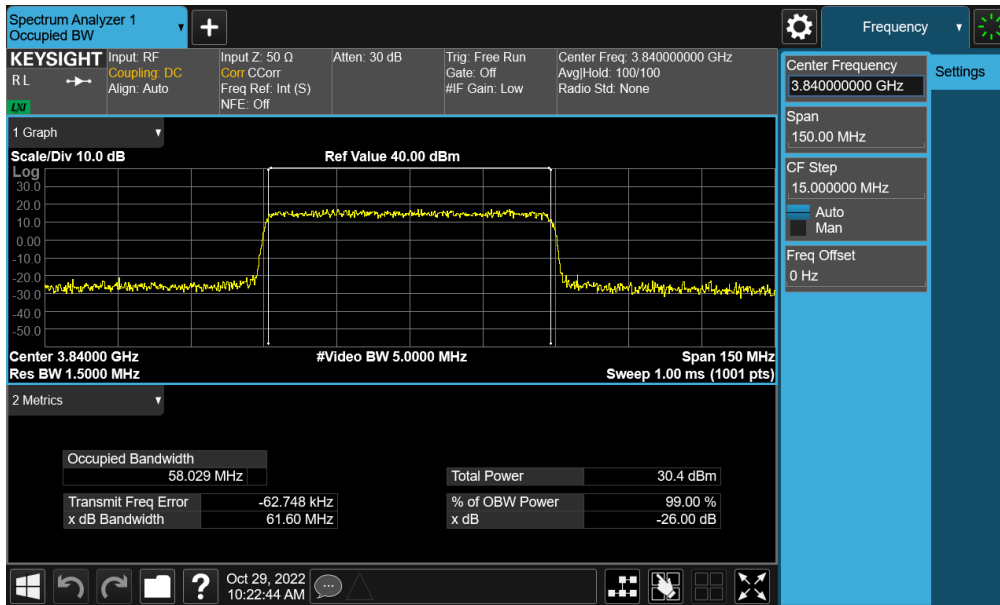 Spectrum Analyzer 1
Occupied BW
+
Frequency
KEYSIGHT
R L
LXI
Input: RF
Coupling: DC
Align: Auto
Input Z: 50 Ω
Corr CCorr
Freq Ref: Int (S)
NFE: Off
Atten: 30 dB
Trig: Free Run
Gate: Off
#IF Gain: Low
Center Freq: 3.840000000 GHz
Avg|Hold: 100/100
Radio Std: None
Center Frequency
3.840000000 GHz
Settings
Span
150.00 MHz
CF Step
15.000000 MHz
Auto
Man
Freq Offset
0 Hz
1 Graph
Scale/Div 10.0 dB
Ref Value 40.00 dBm
Log
30.0
20.0
10.0
0.00
-10.0
-20.0
-30.0
-40.0
-50.0
Center 3.84000 GHz
#Video BW 5.0000 MHz
Span 150 MHz
Res BW 1.5000 MHz
Sweep 1.00 ms (1001 pts)
2 Metrics
Occupied Bandwidth
58.029 MHz
Total Power 30.4 dBm
Transmit Freq Error -62.748 kHz
% of OBW Power 99.00 %
x dB Bandwidth 61.60 MHz
x dB -26.00 dB
?
Oct 29, 2022
10:22:44 AM